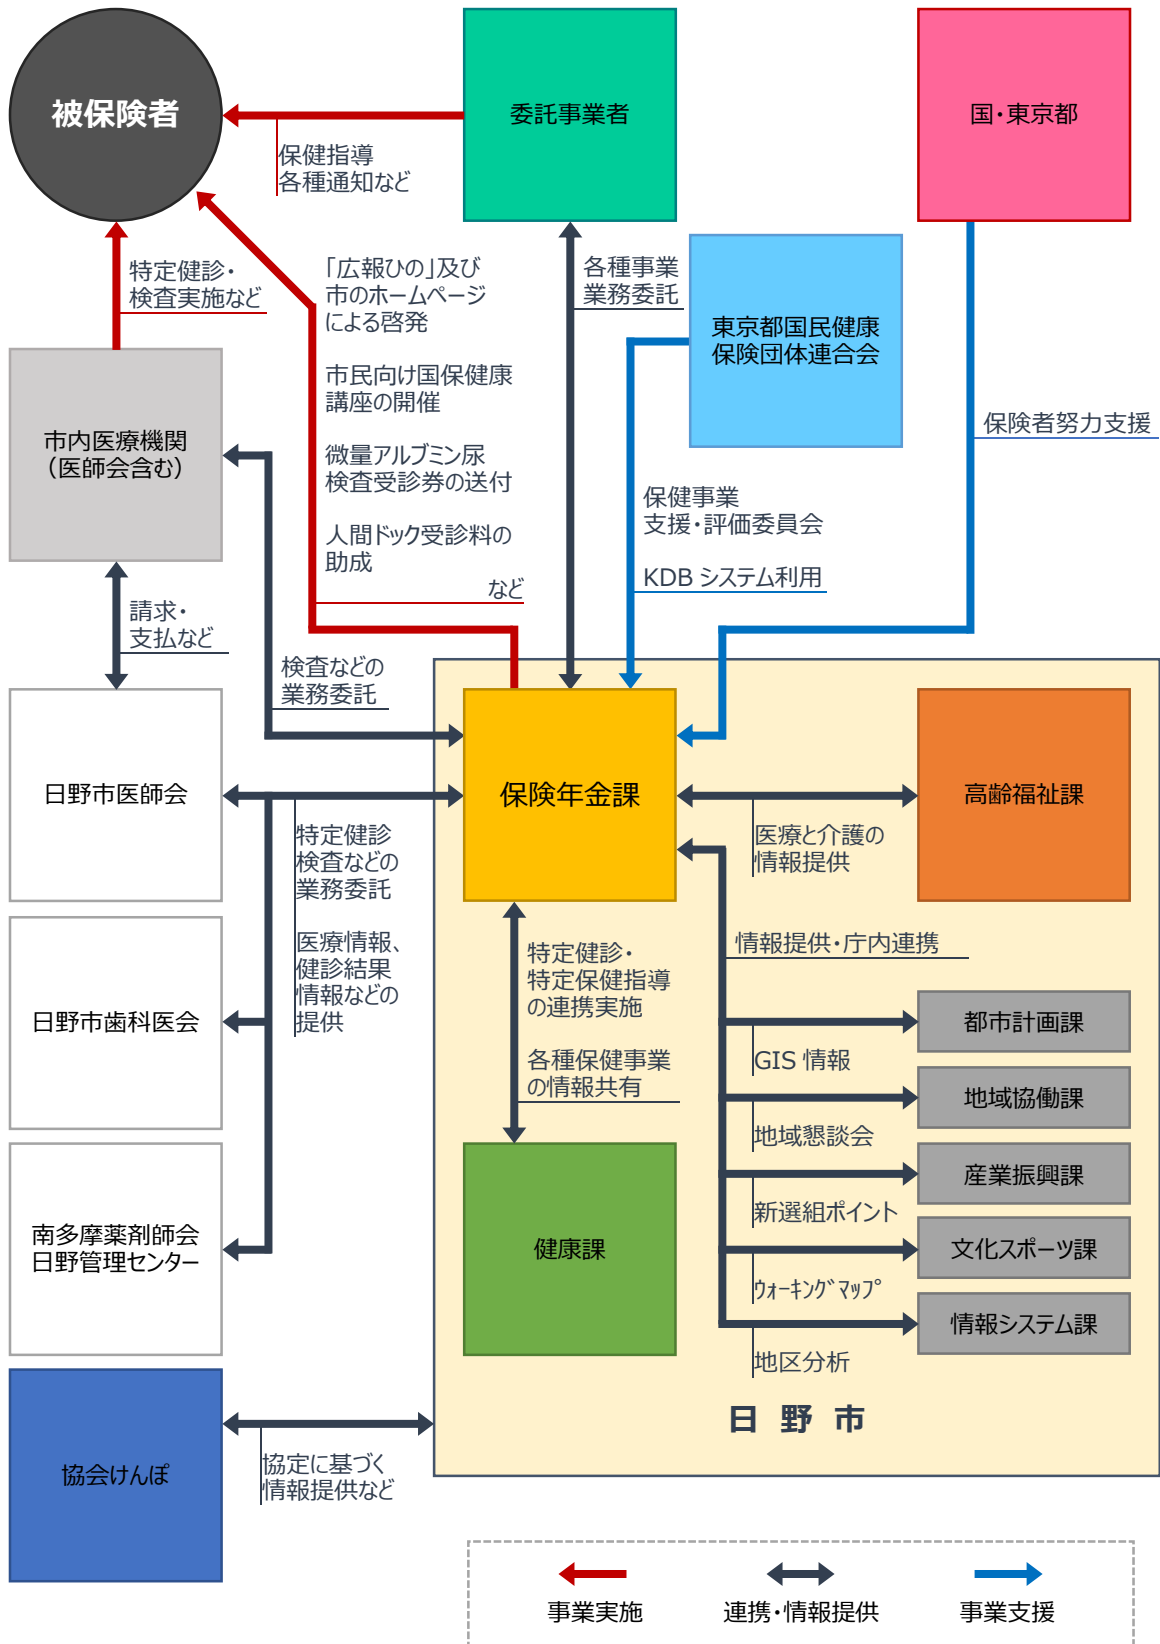 被保険者
委託事業者
国・東京都
保健指導
各種通知など
特定健診・
検査実施など
「広報ひの」及び
市のホームページ
による啓発
市民向け国保健康
講座の開催
微量アルブミン尿
検査受診券の送付
人間ドック受診料の
助成
など
各種事業
業務委託
東京都国民健康
保険団体連合会
保険者努力支援
市内医療機関
（医師会含む）
保健事業
支援・評価委員会
KDB システム利用
請求・
支払など
検査などの
業務委託
日野市医師会
保険年金課
高齢福祉課
特定健診
検査などの
業務委託
医療情報、
健診結果
情報などの
提供
医療と介護の
情報提供
情報提供・庁内連携
日野市歯科医会
特定健診・
特定保健指導
の連携実施
各種保健事業
の情報共有
都市計画課
GIS 情報
地域協働課
地域懇談会
産業振興課
新選組ポイント
南多摩薬剤師会
日野管理センター
健康課
文化スポーツ課
ｳｫｰｷﾝｸﾞﾏｯﾌﾟ
情報システム課
地区分析
日 野 市
協会けんぽ
協定に基づく
情報提供など
事業実施
連携・情報提供
事業支援